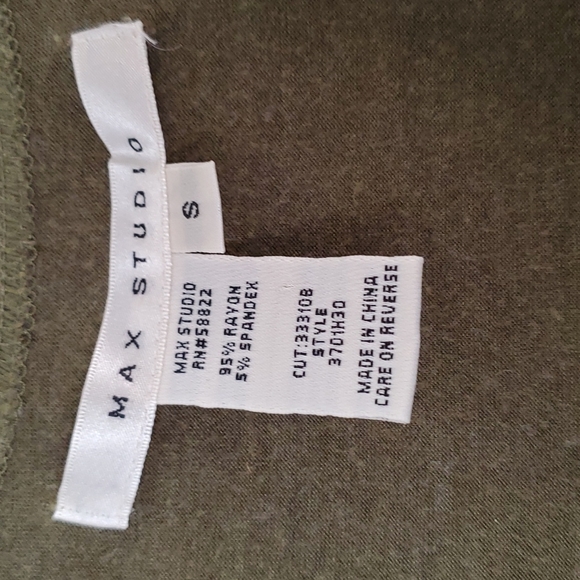 MAX STUDIO
S
MAX STUDIO
RN#58822
95% RAYON
5% SPANDEX
CUT:33310B
STYLE
3701H30
MADE IN CHINA
CARE ON REVERSE